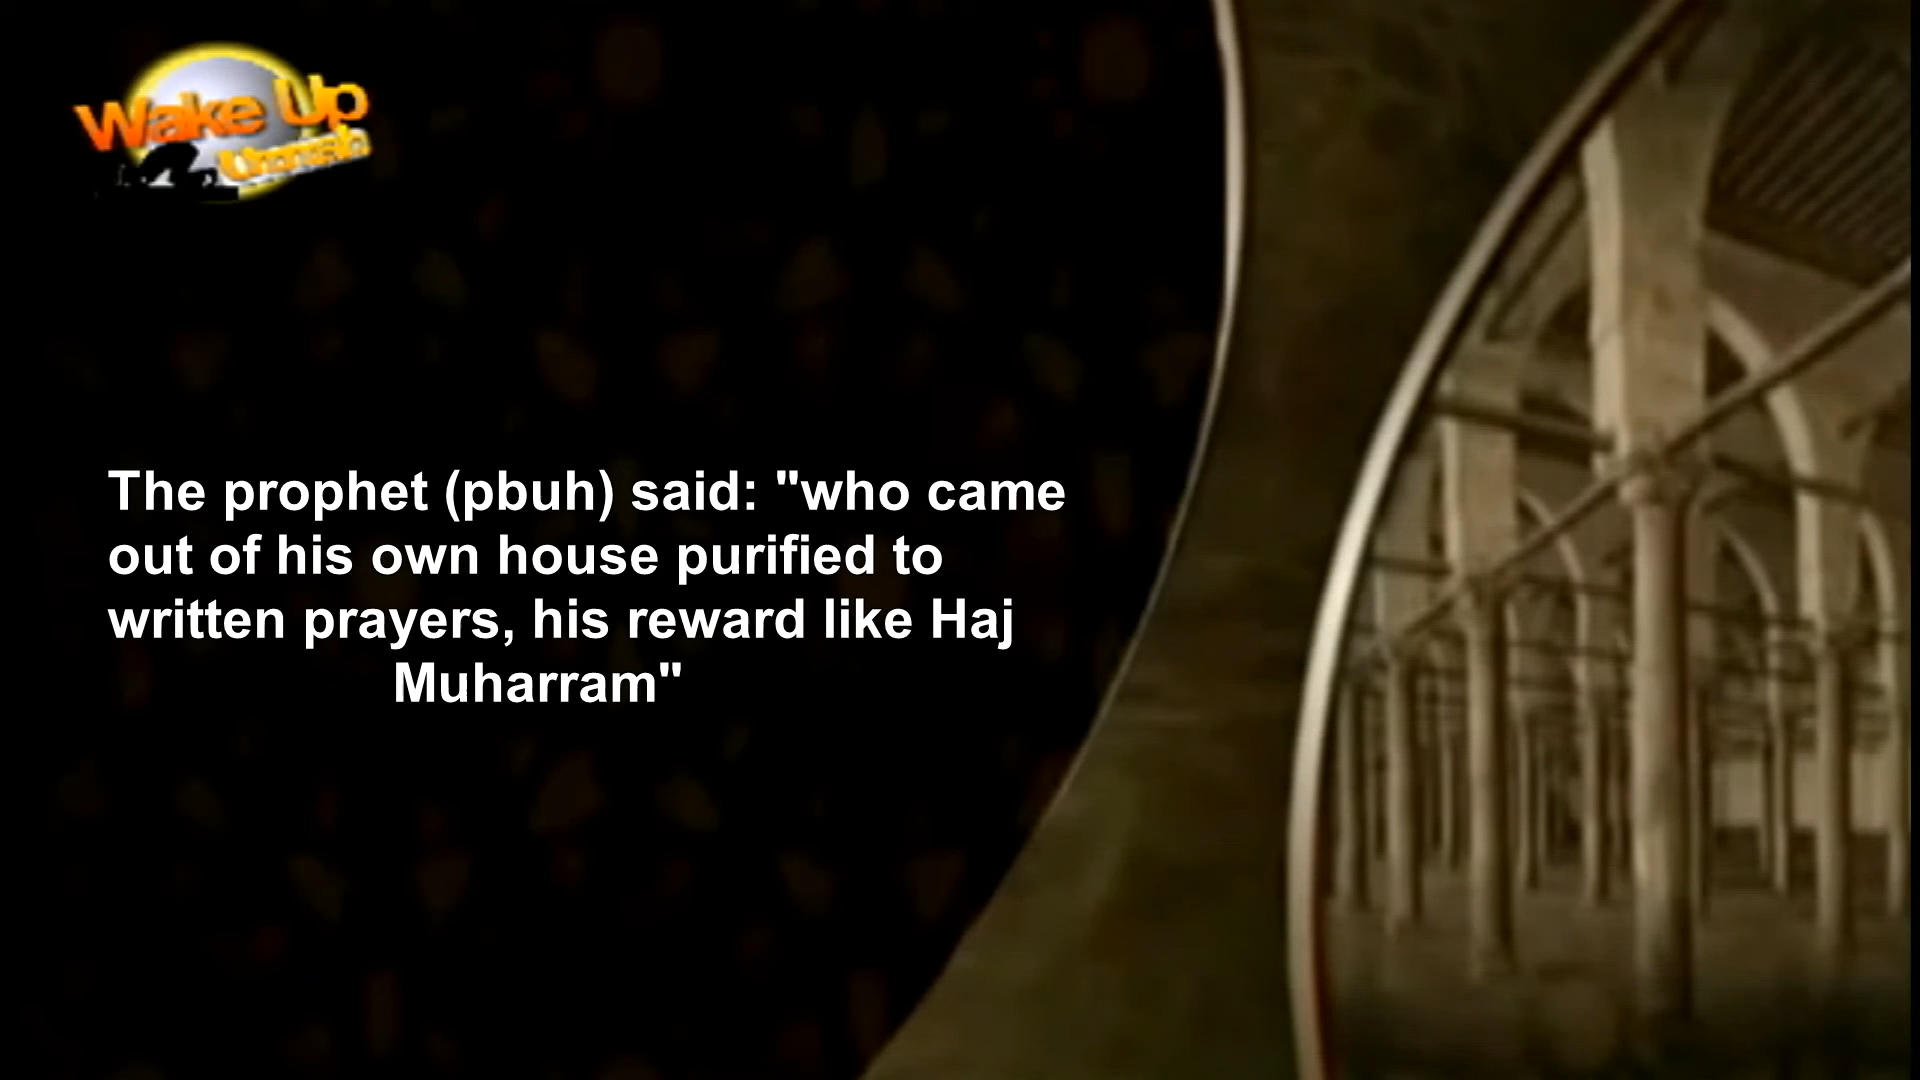 Wake Up
Ummah
The prophet (pbuh) said: "who came
out of his own house purified to
written prayers, his reward like Haj
Muharram"